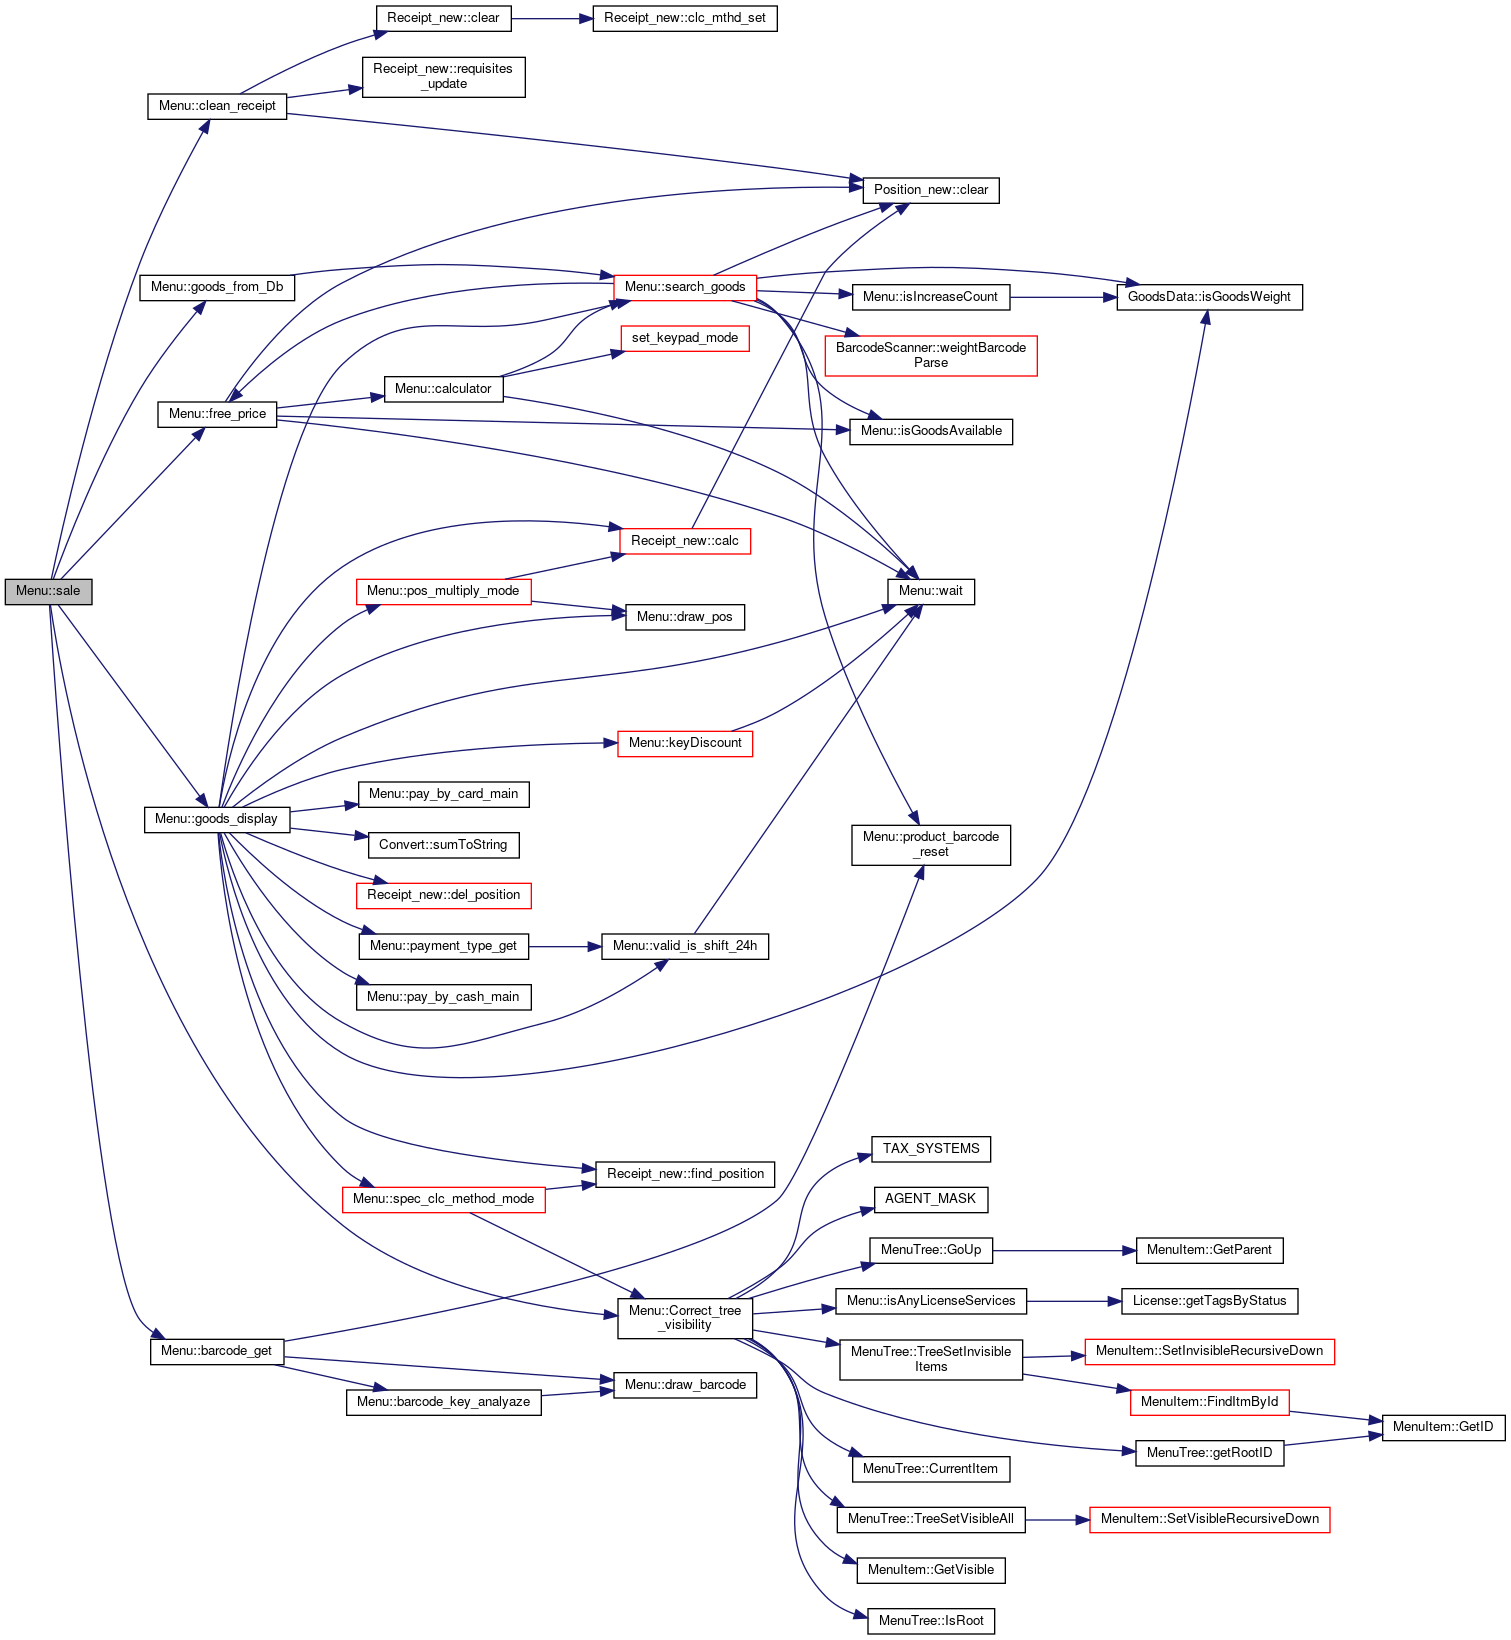 Receipt_new::clear
Receipt_new::clc_mthd_set
Receipt_new::requisites
_update
Menu::clean_receipt
Position_new::clear
Menu::goods_from_Db
Menu::search_goods
Menu::isIncreaseCount
GoodsData::isGoodsWeight
set_keypad_mode
BarcodeScanner::weightBarcode
Parse
Menu::calculator
Menu::free_price
Menu::isGoodsAvailable
Receipt_new::calc
Menu::sale
Menu::pos_multiply_mode
Menu::wait
Menu::draw_pos
Menu::keyDiscount
Menu::pay_by_card_main
Menu::goods_display
Convert::sumToString
Menu::product_barcode
_reset
Receipt_new::del_position
Menu::payment_type_get
Menu::valid_is_shift_24h
Menu::pay_by_cash_main
TAX_SYSTEMS
Receipt_new::find_position
Menu::spec_clc_method_mode
AGENT_MASK
MenuTree::GoUp
MenuItem::GetParent
Menu::isAnyLicenseServices
License::getTagsByStatus
Menu::Correct_tree
_visibility
Menu::barcode_get
MenuTree::TreeSetInvisible
Items
MenuItem::SetInvisibleRecursiveDown
Menu::draw_barcode
Menu::barcode_key_analyaze
MenuItem::FindItmById
MenuItem::GetID
MenuTree::getRootID
MenuTree::CurrentItem
MenuTree::TreeSetVisibleAll
MenuItem::SetVisibleRecursiveDown
MenuItem::GetVisible
MenuTree::IsRoot